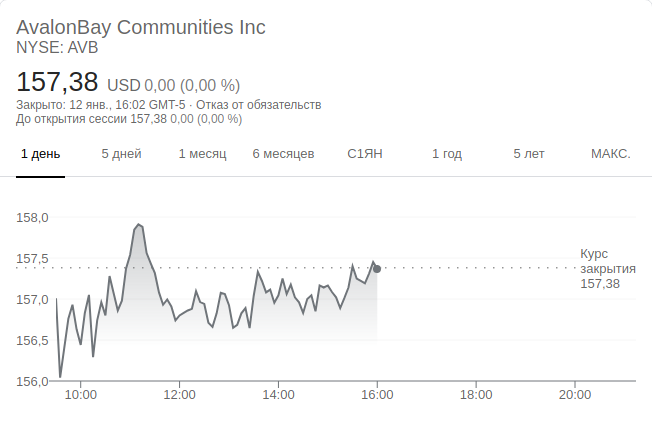 AvalonBay Communities Inc
NYSE: AVB
157,38 USD 0,00 (0,00 %)
Закрыто: 12 янв., 16:02 GMT-5 · Отказ от обязательств
До открытия сессии 157,38 0,00 (0,00 %)
1 день 5 дней 1 месяц 6 месяцев С1ЯН 1 год 5 лет МАКС.
158,0
157,5
Курс
закрытия
157,38
157,0
156,5
156,0
10:00 12:00 14:00 16:00 18:00 20:00